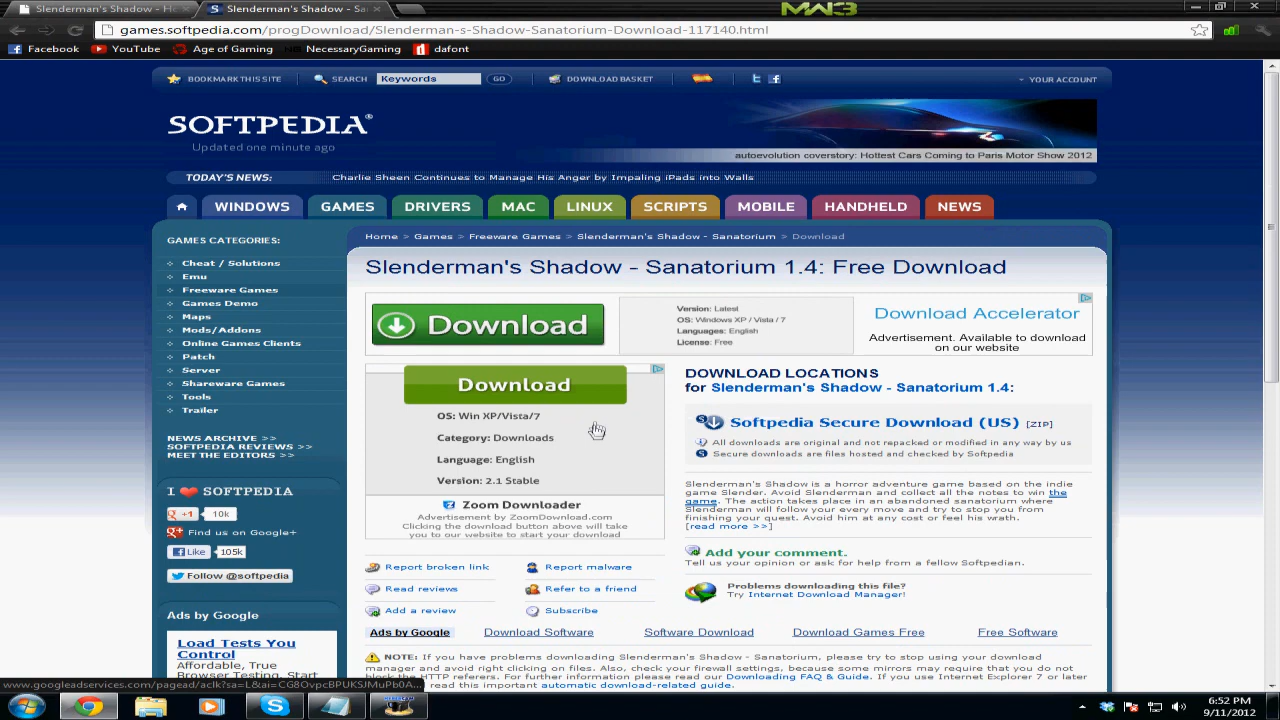 Slenderman's Shadow - H
Slenderman's Shadow - Sa
MW3
games.softpedia.com/progDownload/Slenderman-s-Shadow-Sanatorium-Download-117140.html
Facebook YouTube Age of Gaming NecessaryGaming dafont
BOOKMARK THIS SITE SEARCH Keywords GO DOWNLOAD BASKET YOUR ACCOUNT
SOFTPEDIA®
Updated one minute ago
autoevolution coverstory: Hottest Cars Coming to Paris Motor Show 2012
TODAY'S NEWS: Charlie Sheen Continues to Manage His Anger by Impaling iPads into Walls
WINDOWS GAMES DRIVERS MAC LINUX SCRIPTS MOBILE HANDHELD NEWS
GAMES CATEGORIES:
Cheat / Solutions
Emu
Freeware Games
Games Demo
Maps
Mods/Addons
Online Games Clients
Patch
Server
Shareware Games
Tools
Trailer
NEWS ARCHIVE >>
SOFTPEDIA REVIEWS >>
MEET THE EDITORS >>
I ❤ SOFTPEDIA
+1 10k
Find us on Google+
Like 105k
Follow @softpedia
Ads by Google
Load Tests You
Control
Affordable, True
Browser Testing. Start
Home > Games > Freeware Games > Slenderman's Shadow - Sanatorium > Download
Slenderman's Shadow - Sanatorium 1.4: Free Download
Download
Version: Latest
OS: Windows XP / Vista / 7
Languages: English
License: Free
Download Accelerator
Advertisement. Available to download
on our website
Download
OS: Win XP/Vista/7
Category: Downloads
Language: English
Version: 2.1 Stable
Zoom Downloader
Advertisement by ZoomDownload.com
Clicking the download button above will take
you to our website to start your download
DOWNLOAD LOCATIONS
for Slenderman's Shadow - Sanatorium 1.4:
Softpedia Secure Download (US) [ZIP]
All downloads are original and not repacked or modified in any way by us
Secure downloads are files hosted and checked by Softpedia
Slenderman's Shadow is a horror adventure game based on the indie
game Slender. Avoid Slenderman and collect all the notes to win the
game. The action takes place in an abandoned sanatorium where
Slenderman will follow your every move and try to stop you from
finishing your quest. Avoid him at any cost or feel his wrath.
[read more >>]
Add your comment.
Tell us your opinion or ask for help from a fellow Softpedian.
Problems downloading this file?
Try Internet Download Manager!
Report broken link Report malware
Read reviews Refer to a friend
Add a review Subscribe
Ads by Google Download Software Software Download Download Games Free Free Software
NOTE: If you have problems downloading Slenderman's Shadow - Sanatorium, please try to stop using your download
manager and avoid right clicking on files. Also, check your firewall settings, because some mirrors may require that you do not
block the HTTP referers. For further information please read our Downloading FAQ & Guide. If you use Internet Explorer 7 or later
read this important automatic download-related guide.
6:52 PM
9/11/2012